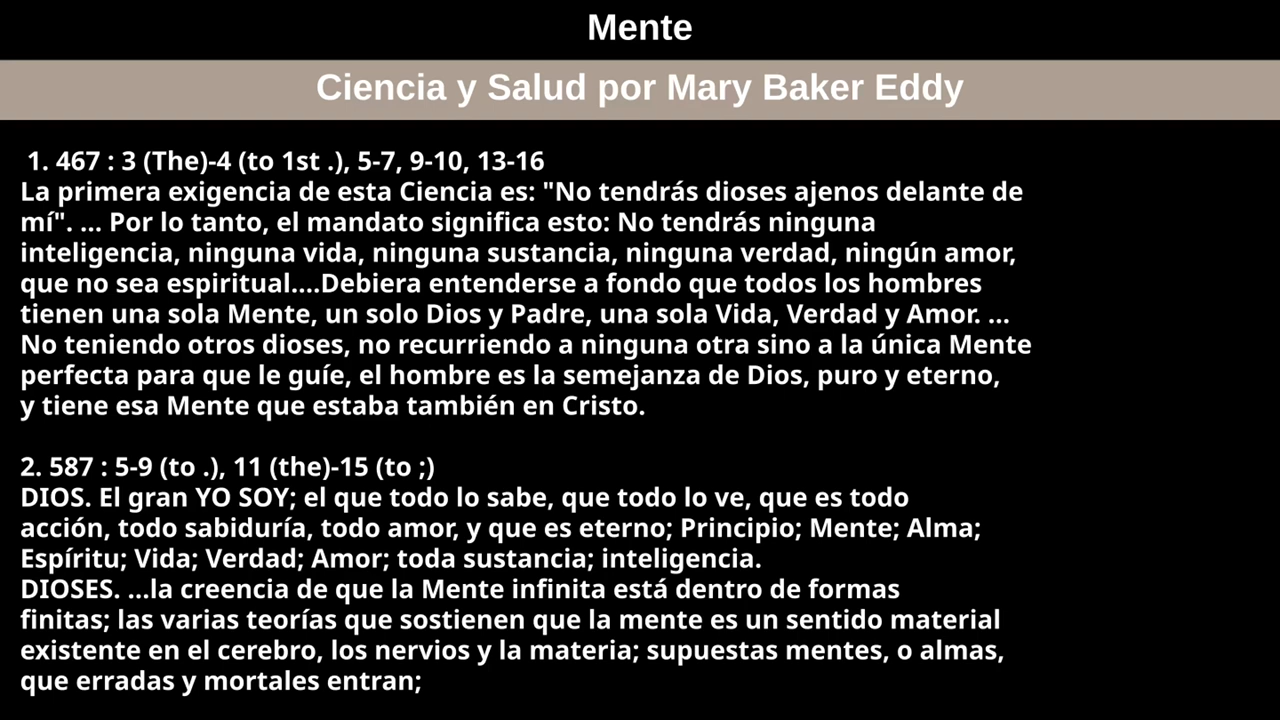 Mente
Ciencia y Salud por Mary Baker Eddy
1. 467 : 3 (The)-4 (to 1st .), 5-7, 9-10, 13-16
La primera exigencia de esta Ciencia es: "No tendrás dioses ajenos delante de
mí". ... Por lo tanto, el mandato significa esto: No tendrás ninguna
inteligencia, ninguna vida, ninguna sustancia, ninguna verdad, ningún amor,
que no sea espiritual....Debiera entenderse a fondo que todos los hombres
tienen una sola Mente, un solo Dios y Padre, una sola Vida, Verdad y Amor. ...
No teniendo otros dioses, no recurriendo a ninguna otra sino a la única Mente
perfecta para que le guíe, el hombre es la semejanza de Dios, puro y eterno,
y tiene esa Mente que estaba también en Cristo.
2. 587 : 5-9 (to .), 11 (the)-15 (to ;)
DIOS. El gran YO SOY; el que todo lo sabe, que todo lo ve, que es todo
acción, todo sabiduría, todo amor, y que es eterno; Principio; Mente; Alma;
Espíritu; Vida; Verdad; Amor; toda sustancia; inteligencia.
DIOSES. ...la creencia de que la Mente infinita está dentro de formas
finitas; las varias teorías que sostienen que la mente es un sentido material
existente en el cerebro, los nervios y la materia; supuestas mentes, o almas,
que erradas y mortales entran;